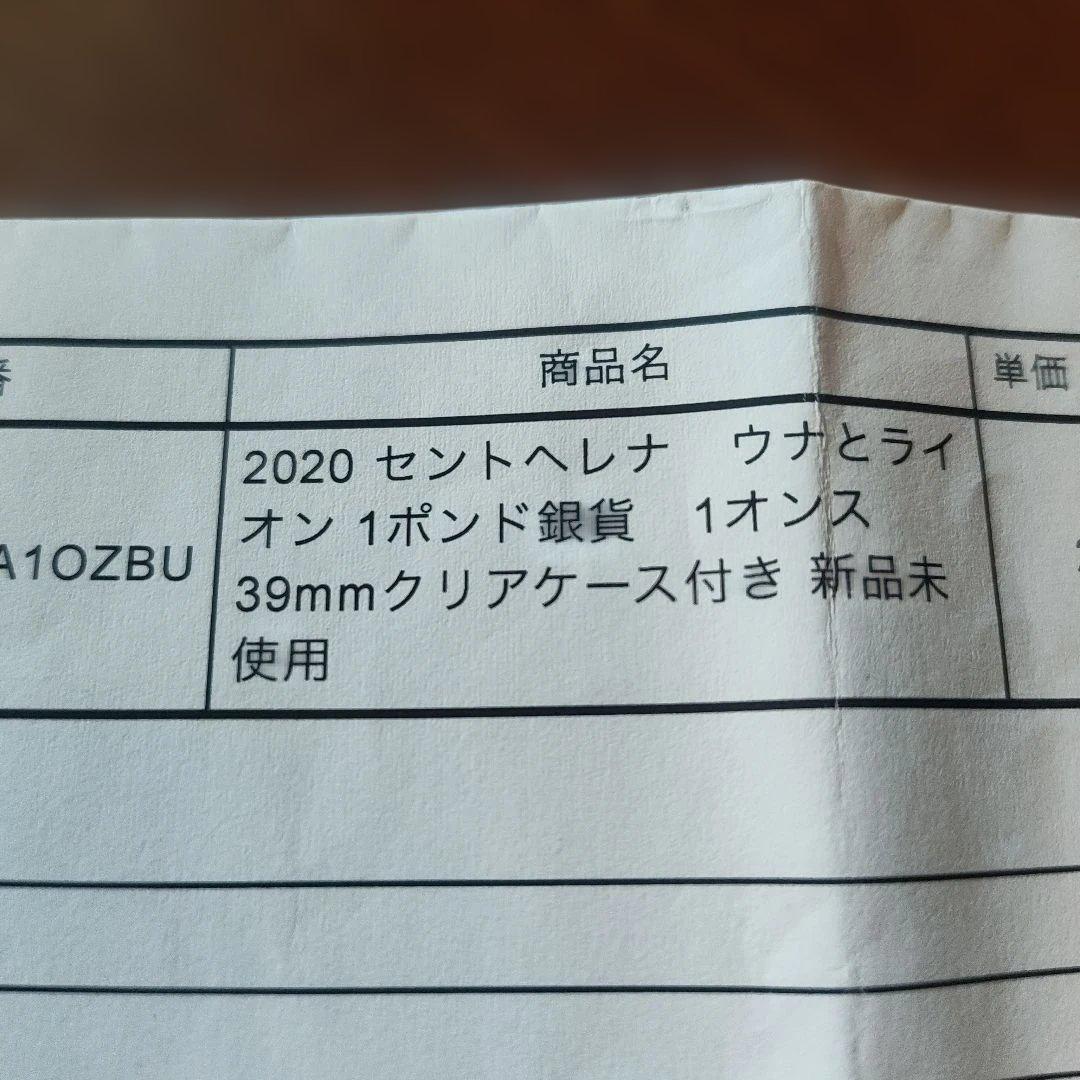 番 商品名 単価
A1OZBU
2020 セントヘレナ　ウナとライ
オン 1ポンド銀貨　1オンス
39mmクリアケース付き 新品未
使用